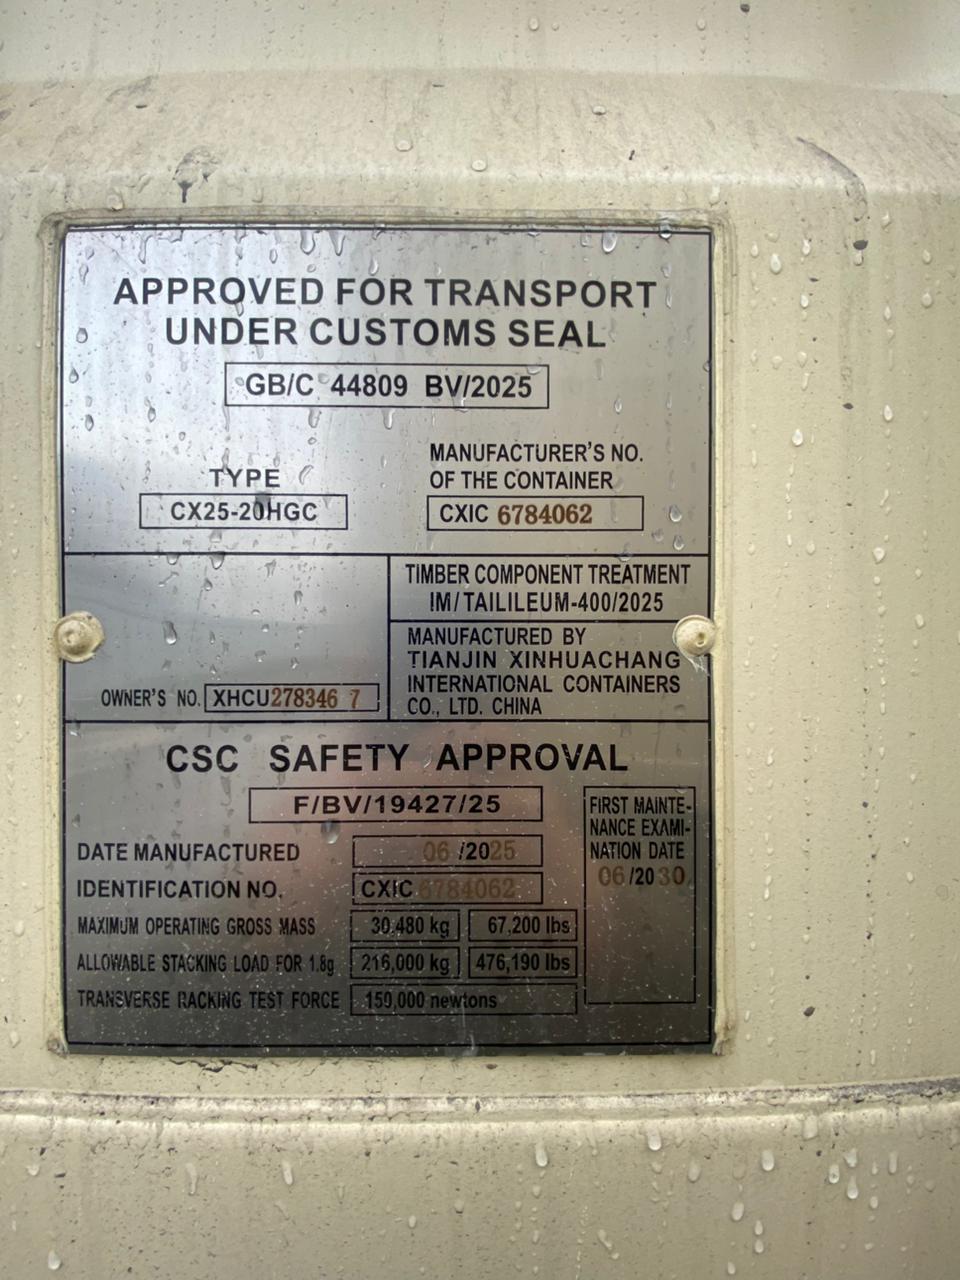 APPROVED FOR TRANSPORT
UNDER CUSTOMS SEAL
GB/C 44809 BV/2025
TYPE
CX25-20HGC
MANUFACTURER'S NO.
OF THE CONTAINER
CXIC 6784062
TIMBER COMPONENT TREATMENT
IM/TAILILEUM-400/2025
OWNER'S NO. XHCU278346 7
MANUFACTURED BY
TIANJIN XINHUACHANG
INTERNATIONAL CONTAINERS
CO., LTD. CHINA
CSC SAFETY APPROVAL
F/BV/19427/25
DATE MANUFACTURED 06 /2025
IDENTIFICATION NO. CXIC 6784062
MAXIMUM OPERATING GROSS MASS 30,480 kg 67,200 lbs
ALLOWABLE STACKING LOAD FOR 1.8g 216,000 kg 476,190 lbs
TRANSVERSE RACKING TEST FORCE 150,000 newtons
FIRST MAINTE-
NANCE EXAMI-
NATION DATE
06 /20 30